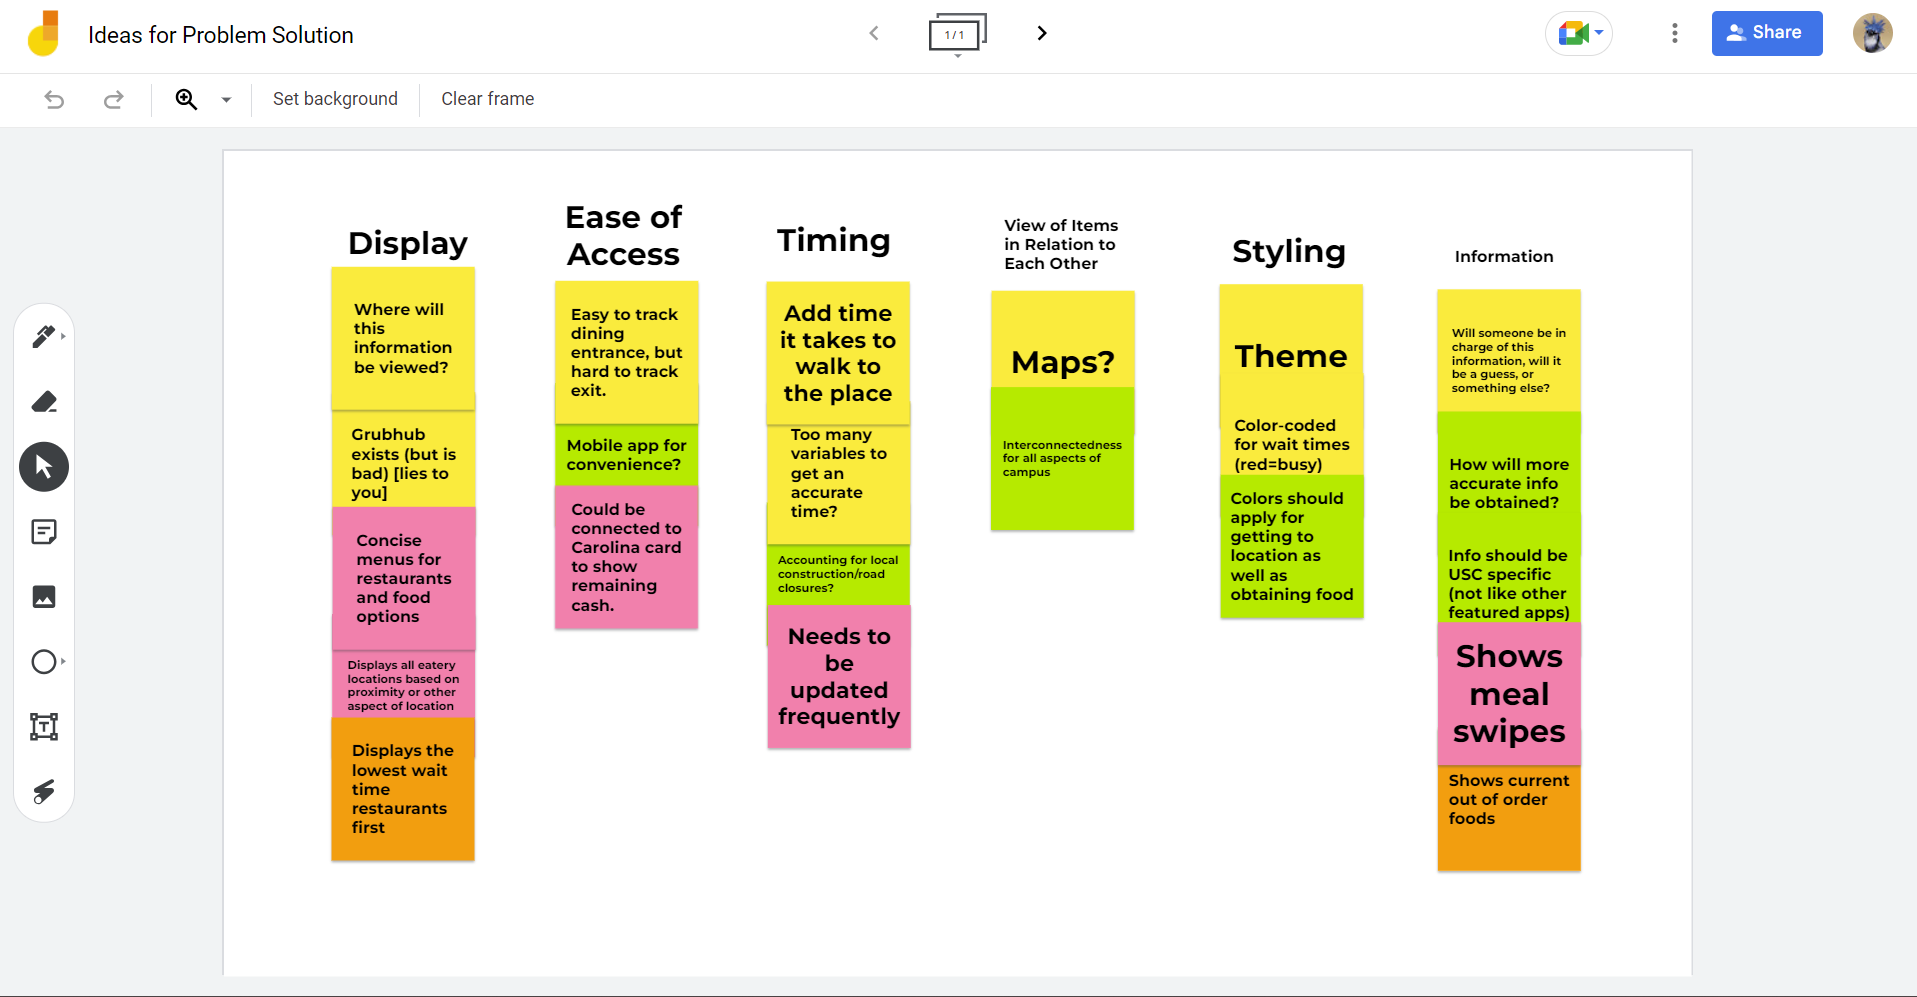 Ideas for Problem Solution
1 / 1
Share
Set background
Clear frame
Display
Where will
this
information
be viewed?
Grubhub
exists (but is
bad) [lies to
you]
Concise
menus for
restaurants
and food
options
Displays all eatery
locations based on
proximity or other
aspect of location
Displays the
lowest wait
time
restaurants
first
Ease of
Access
Easy to track
dining
entrance, but
hard to track
exit.
Mobile app for
convenience?
Could be
connected to
Carolina card
to show
remaining
cash.
Timing
Add time
it takes to
walk to
the place
Too many
variables to
get an
accurate
time?
Accounting for local
construction/road
closures?
Needs to
be
updated
frequently
View of Items
in Relation to
Each Other
Maps?
Interconnectedness
for all aspects of
campus
Styling
Theme
Color-coded
for wait times
(red=busy)
Colors should
apply for
getting to
location as
well as
obtaining food
Information
Will someone be in
charge of this
information, will it
be a guess, or
something else?
How will more
accurate info
be obtained?
Info should be
USC specific
(not like other
featured apps)
Shows
meal
swipes
Shows current
out of order
foods